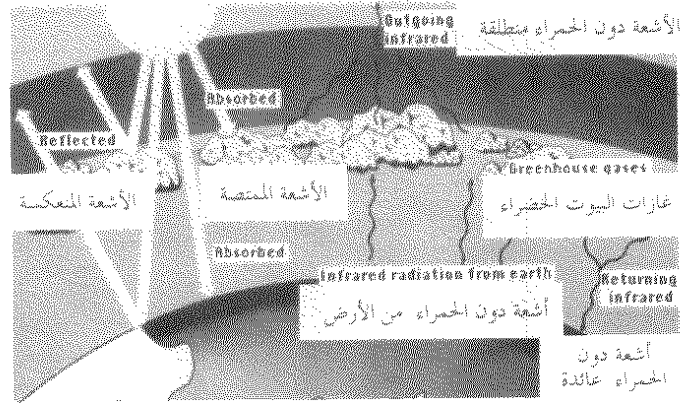 Outgoing
infrared
الأشعة دون الحمراء منطلقة
Absorbed
Reflected
Greenhouse gases
الأشعة المنعكسة
الأشعة الممتصة
غازات البيوت الخضراء
Absorbed
Infrared radiation from earth
Returning
infrared
أشعة دون الحمراء من الأرض
أشعة دون
الحمراء عائدة